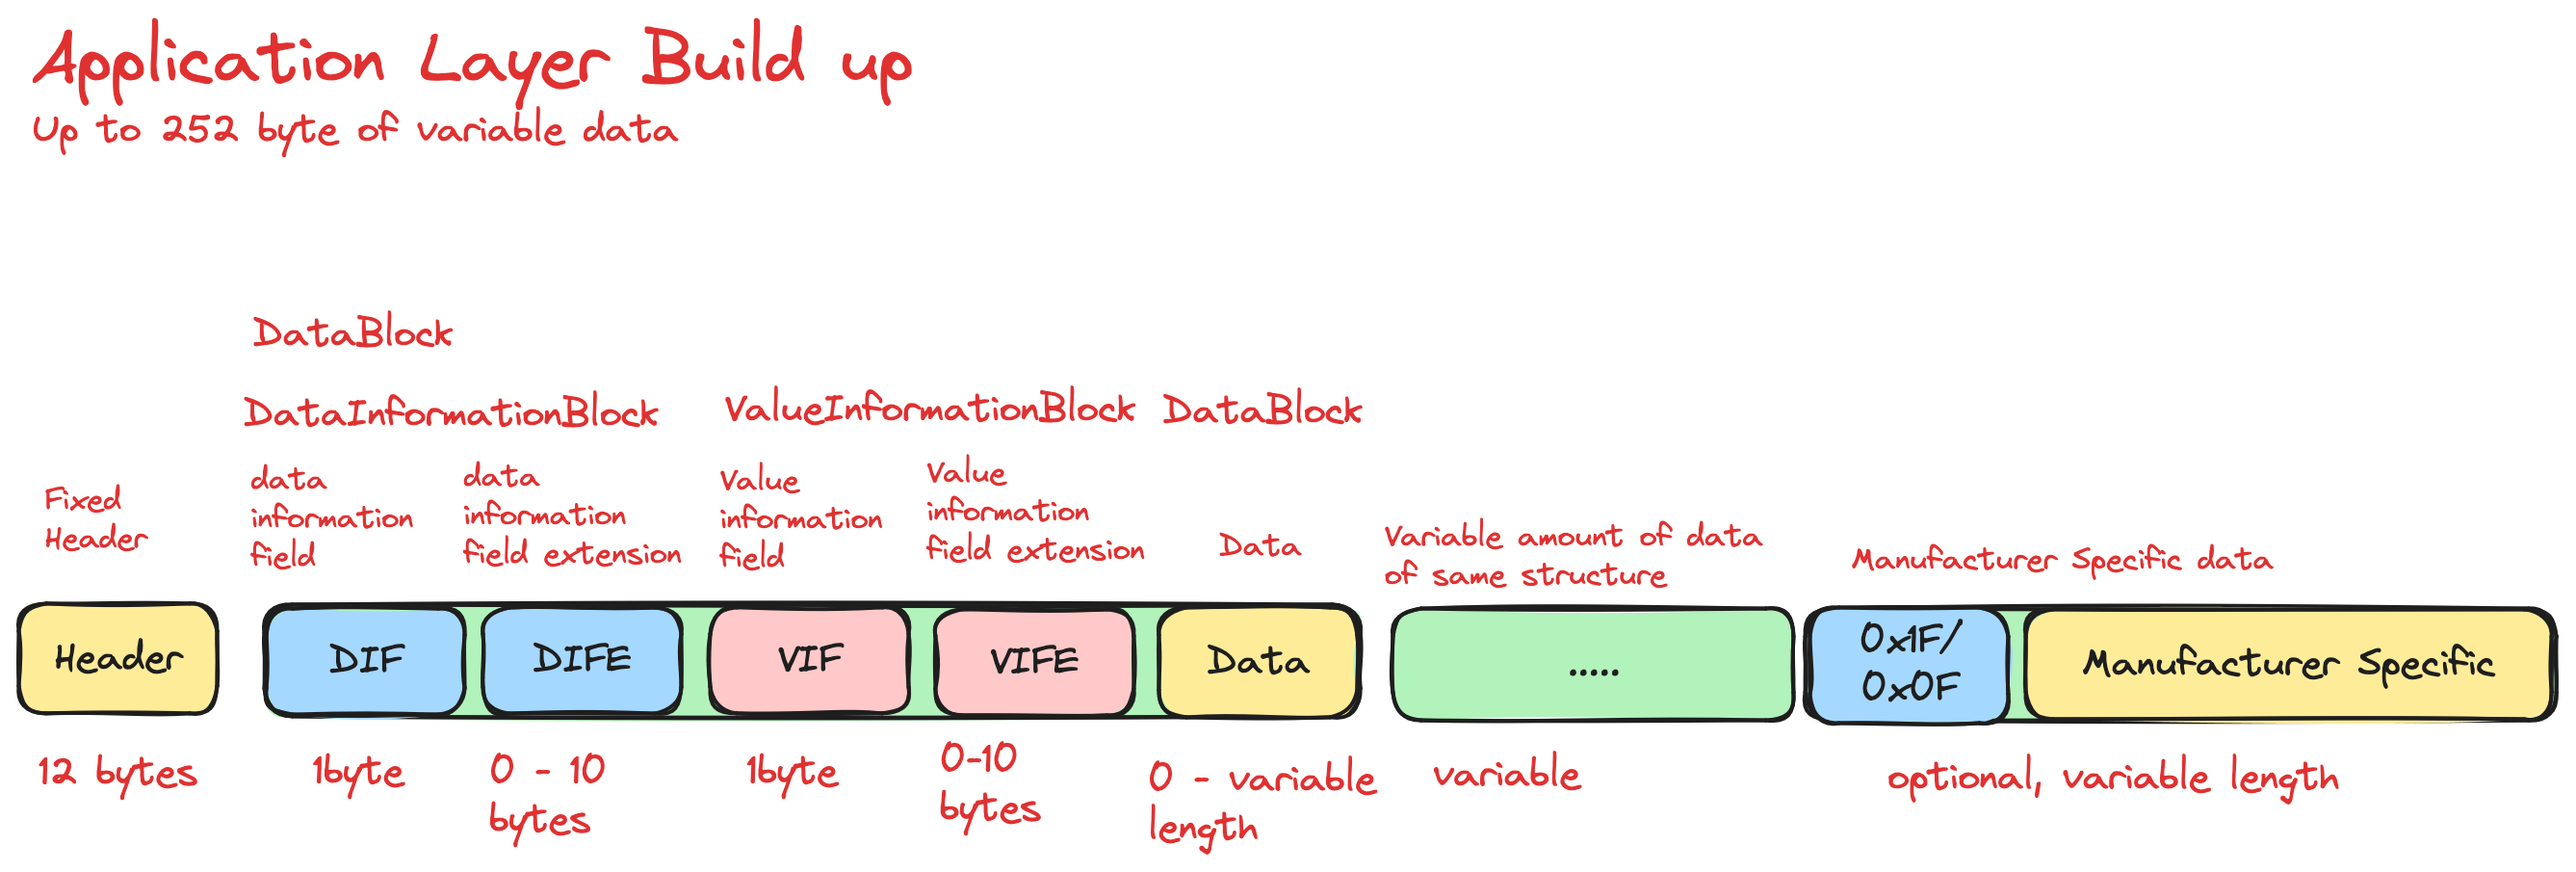 Application Layer Build up
Up to 252 byte of variable data
DataBlock
DataInformationBlock
ValueInformationBlock
DataBlock
Fixed
Header
data
information
field
data
information
field extension
Value
information
field
Value
information
field extension
Data
Variable amount of data
of same structure
Manufacturer Specific data
Header
DIF
DIFE
VIF
VIFE
Data
.....
0x1F/
0x0F
Manufacturer Specific
12 bytes
1byte
0 - 10
bytes
1byte
0-10
bytes
0 - variable
length
variable
optional, variable length